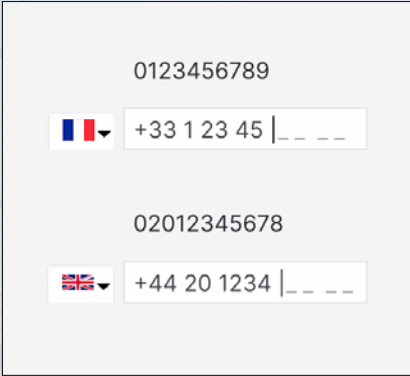 0123456789
+33 1 23 45 |_ _  _ _
02012345678
+44 20 1234 |_ _  _ _